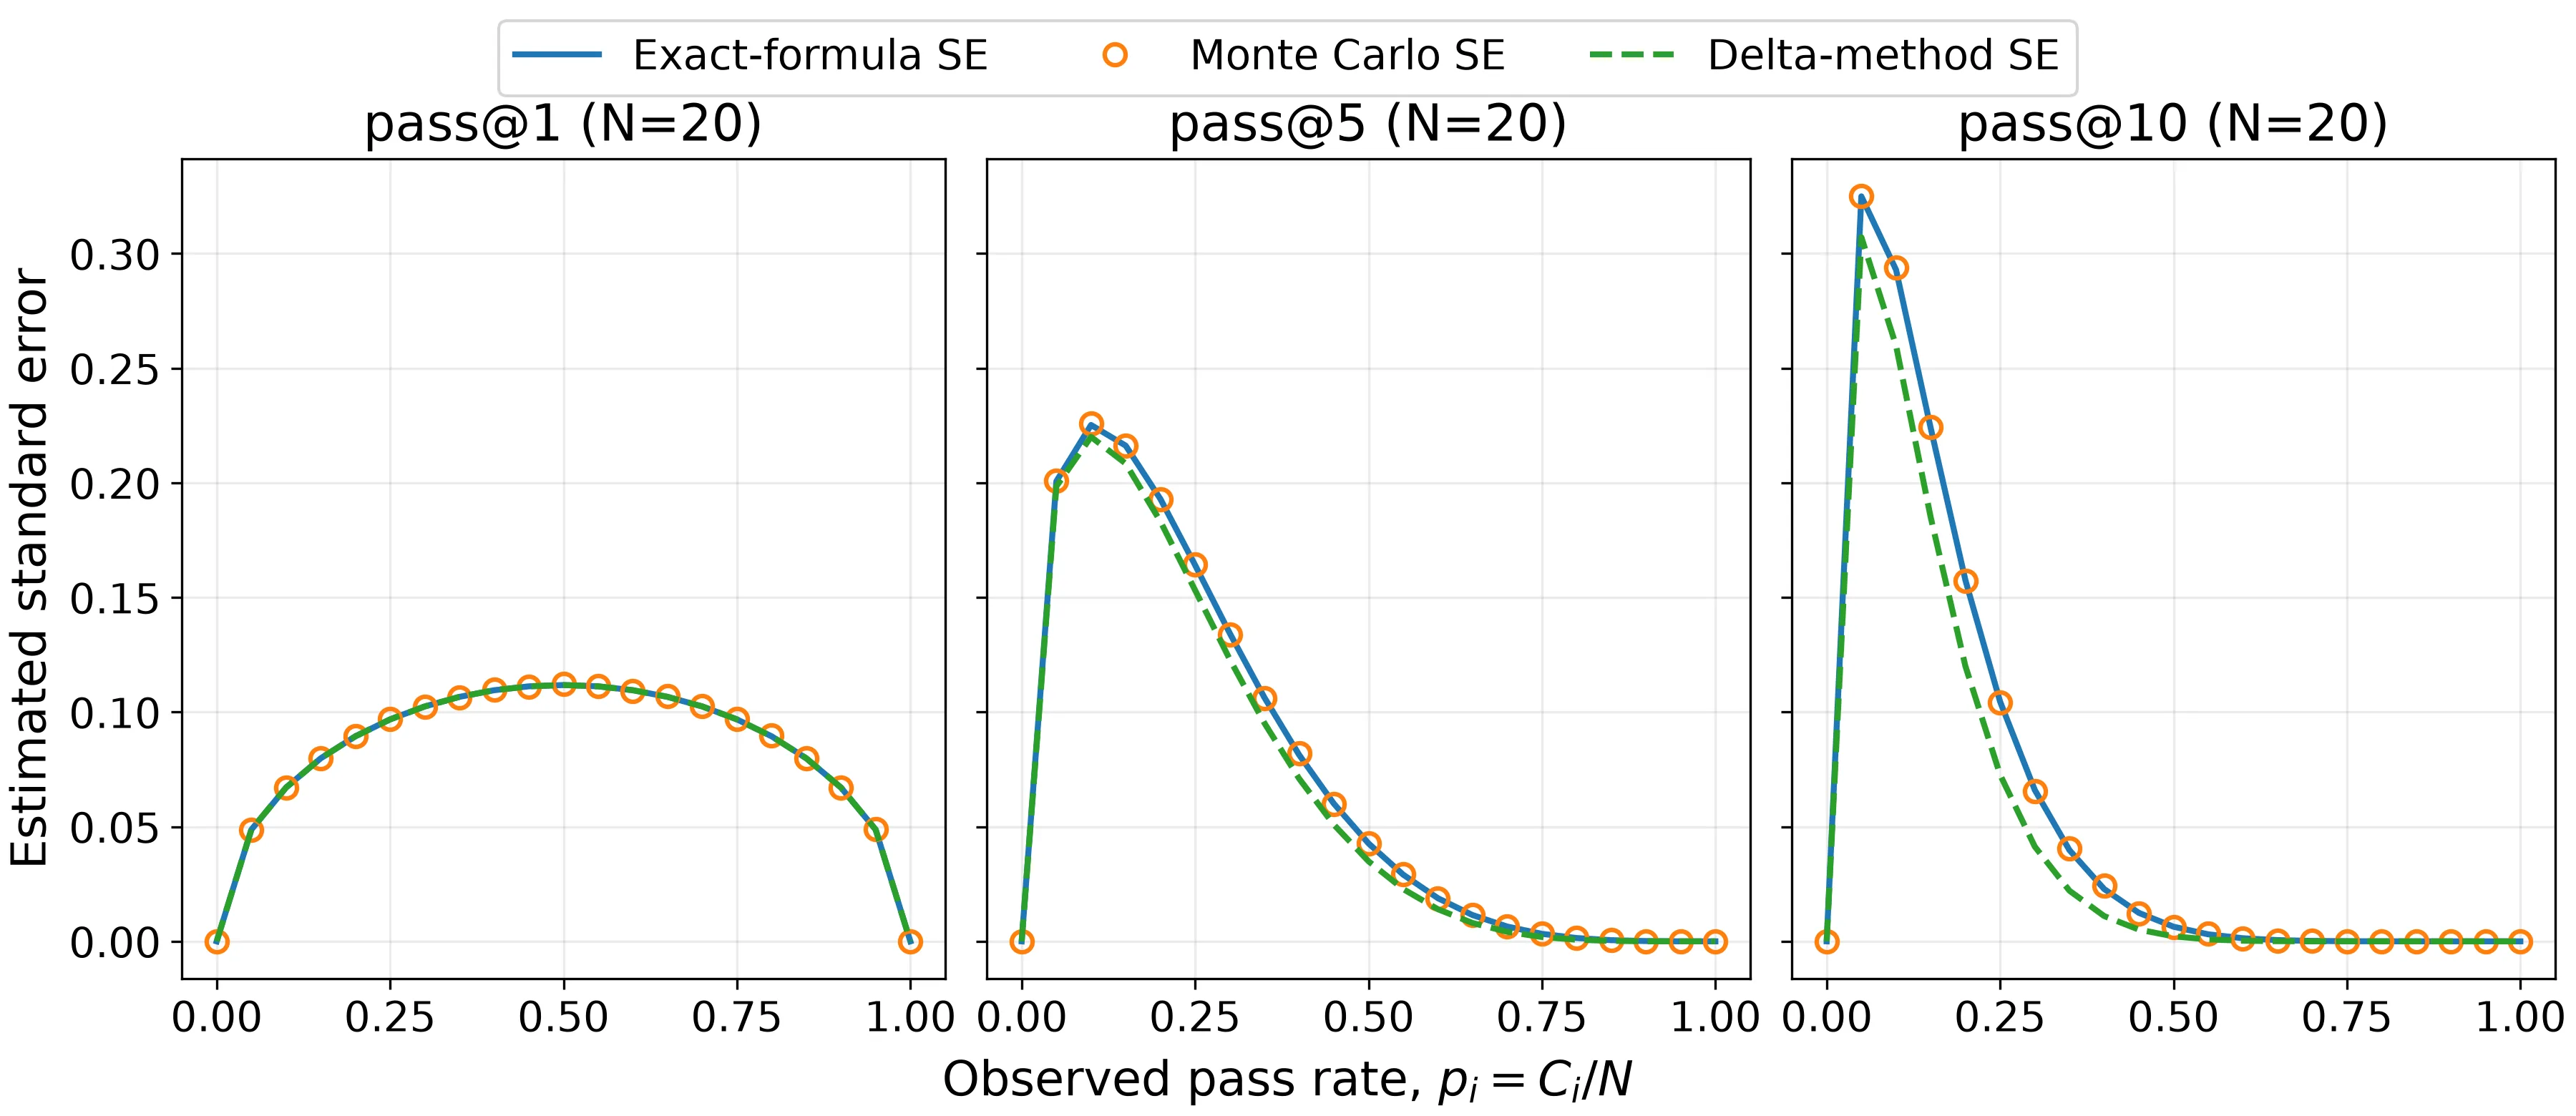 Exact-formula SE Monte Carlo SE Delta-method SE
pass@1 (N=20) pass@5 (N=20) pass@10 (N=20)
Estimated standard error
0.30
0.25
0.20
0.15
0.10
0.05
0.00
0.00 0.25 0.50 0.75 1.00 0.00 0.25 0.50 0.75 1.00 0.00 0.25 0.50 0.75 1.00
Observed pass rate, pᵢ = Cᵢ/N